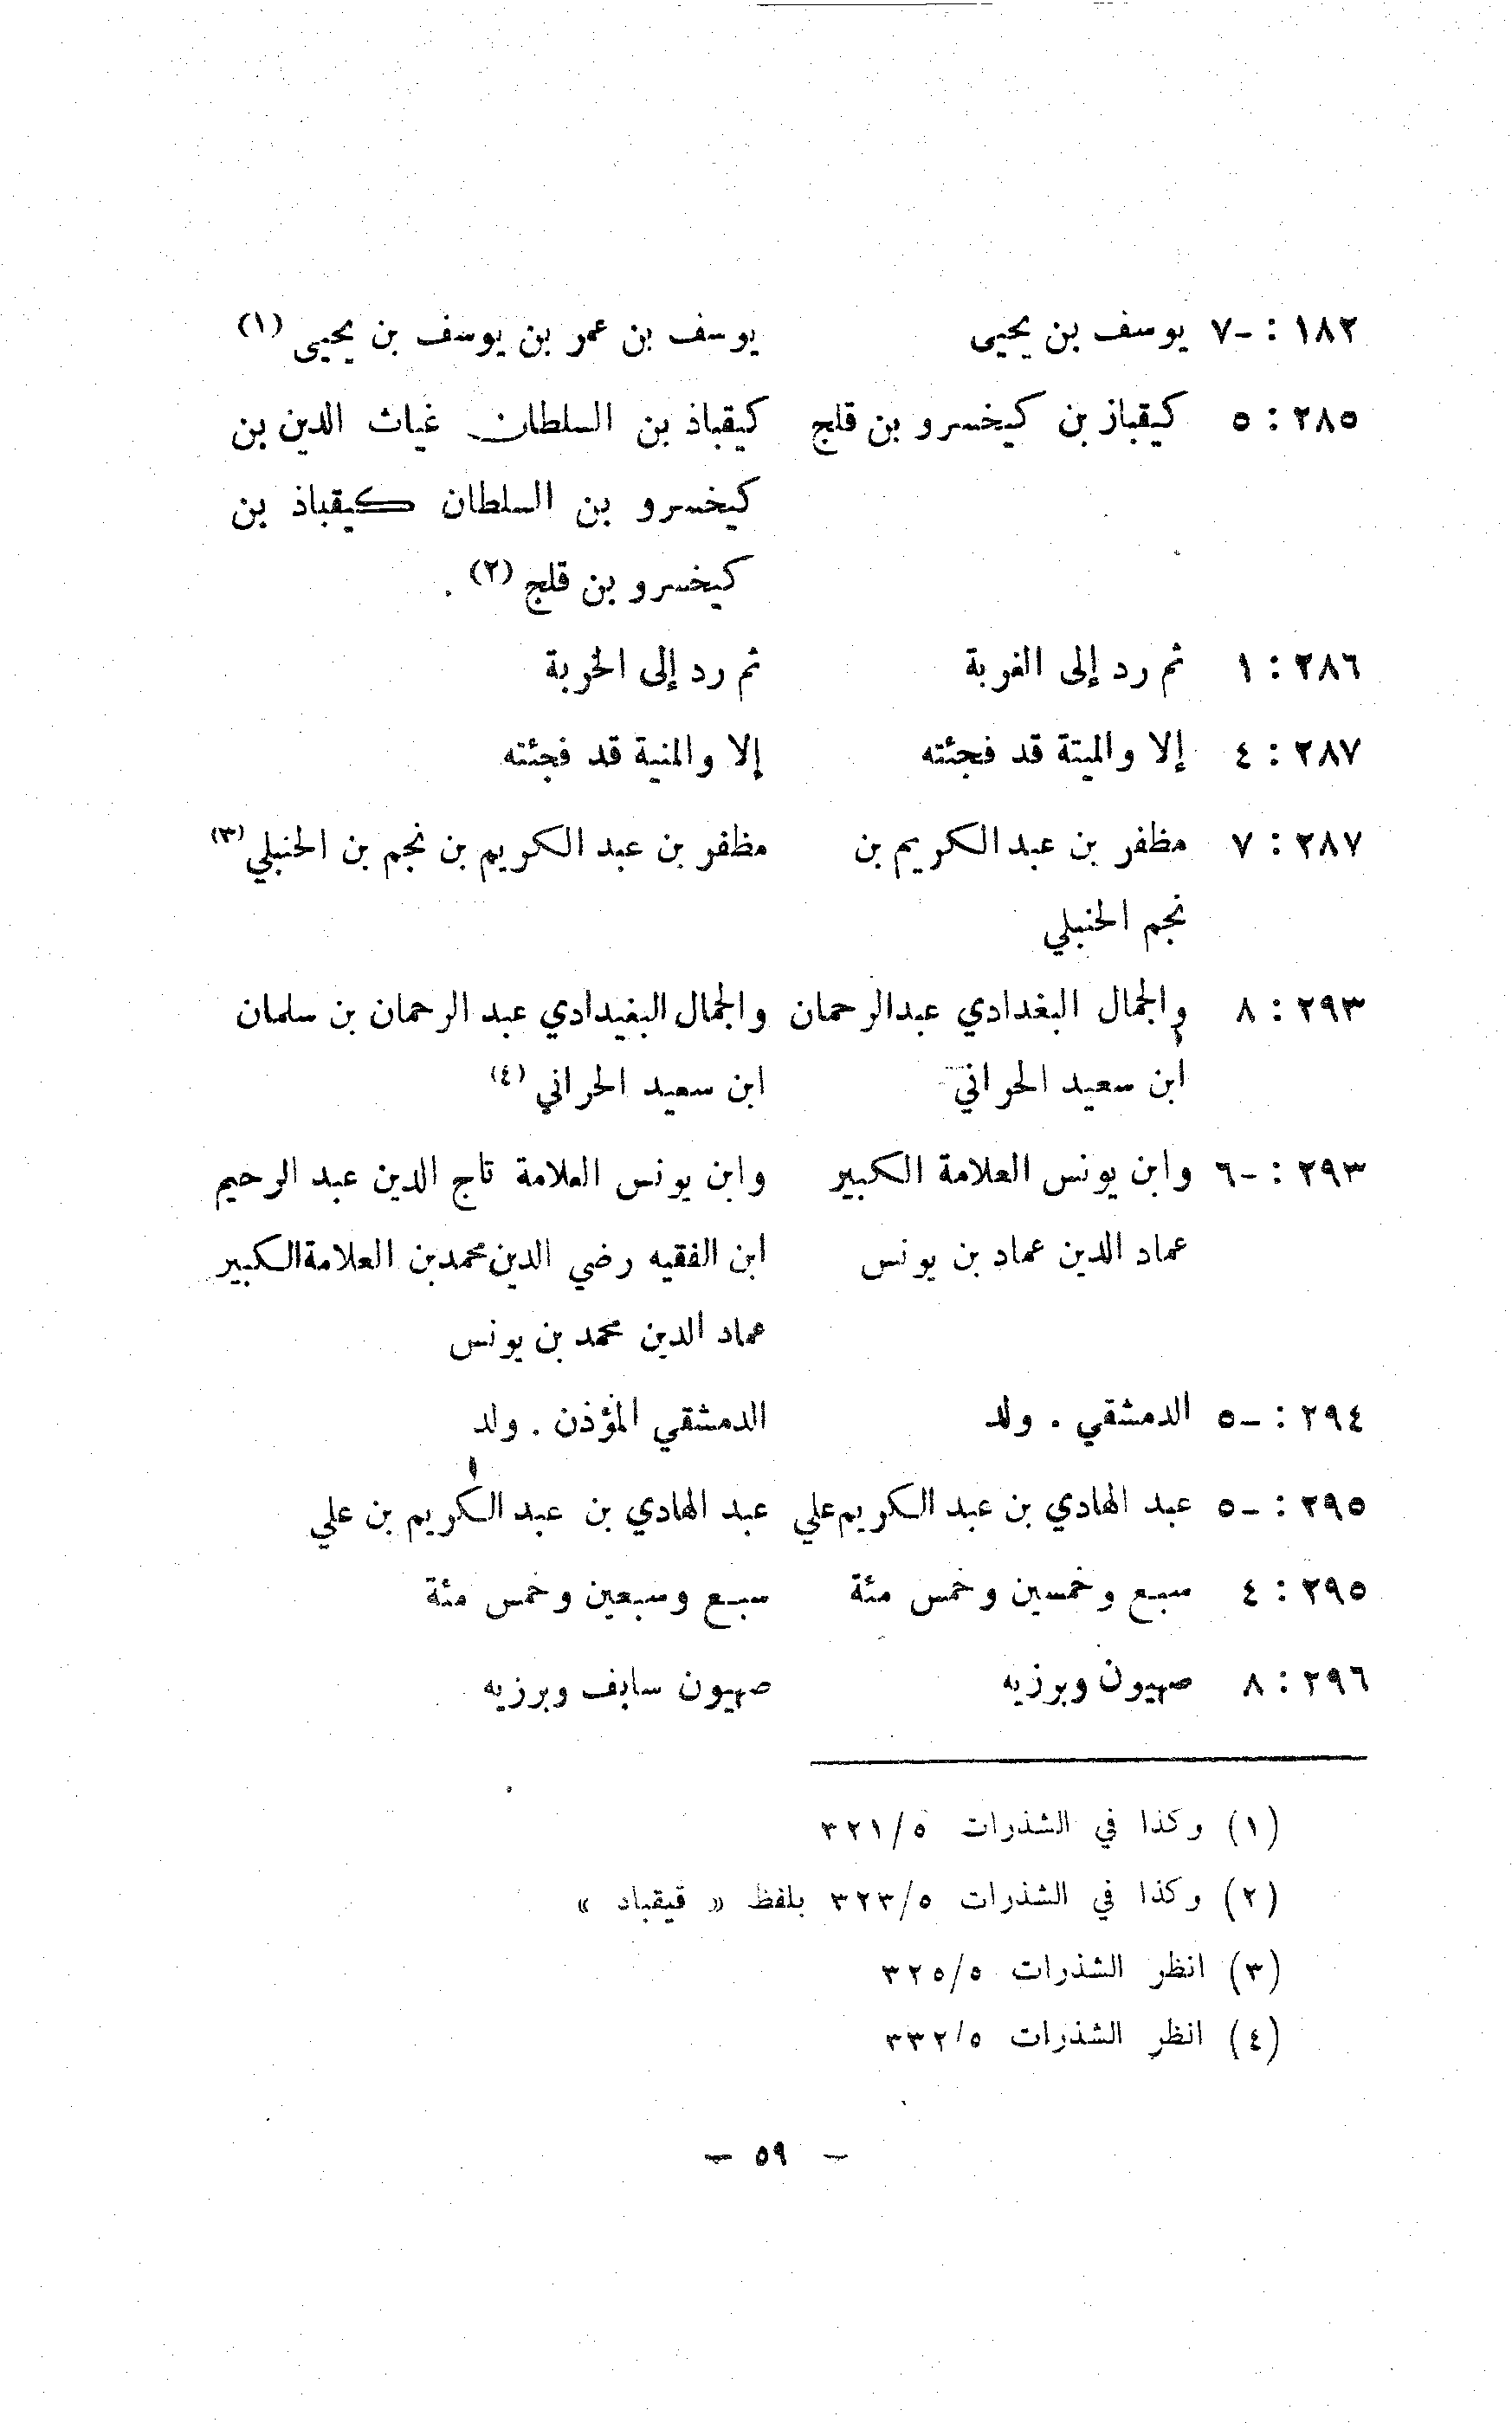 ١٨٢ : -٧ يوسف بن يحيى يوسف بن عمر بن يوسف بن يحيى (١)
٢٨٥ : ٥ كيقباز بن كيخسرو بن قلج كيقباذ بن السلطان غياث الدين بن
كيخسرو بن السلطان كيقباذ بن
كيخسرو بن قلج (٢) .
٢٨٦ : ١ ثم رد إلى الغربة ثم رد إلى الخربة
٢٨٧ : ٤ إلا والميتة قد فجئته إلا والمنية قد فجئته
٢٨٧ : ٧ مظفر بن عبد الكريم بن مظفر بن عبد الكريم بن نجم بن الحنبلي (٣)
نجم الحنبلي
٢٩٣ : ٨ والجمال البغدادي عبدالرحمان والجمال البغيدادي عبد الرحمان بن سلمان
ابن سعيد الحراني ابن سعيد الحراني (٤)
٢٩٣ : -٦ وابن يونس العلامة الكبير وابن يونس العلامة تاج الدين عبد الرحيم
عماد الدين عماد بن يونس ابن الفقيه رضي الدين محمد بن العلامة الكبير
عماد الدين محمد بن يونس
٢٩٤ : -٥ الدمشقي . ولد الدمشقي المؤذن . ولد
٢٩٥ : -٥ عبد الهادي بن عبد الكريم علي عبد الهادي بن عبد الكريم بن علي
٢٩٥ : ٤ سبع وخمسين وخمس مئة سبع وسبعين وخمس مئة
٢٩٦ : ٨ صهيون وبرزيه صهيون سابف وبرزيه
(١) وكذا في الشذرات ٥/٣٢١
(٢) وكذا في الشذرات ٥/٣٢٣ بلفظ « قيقباد »
(٣) انظر الشذرات ٥/٣٢٥
(٤) انظر الشذرات ٥/٣٣٢
– ٥٩ –